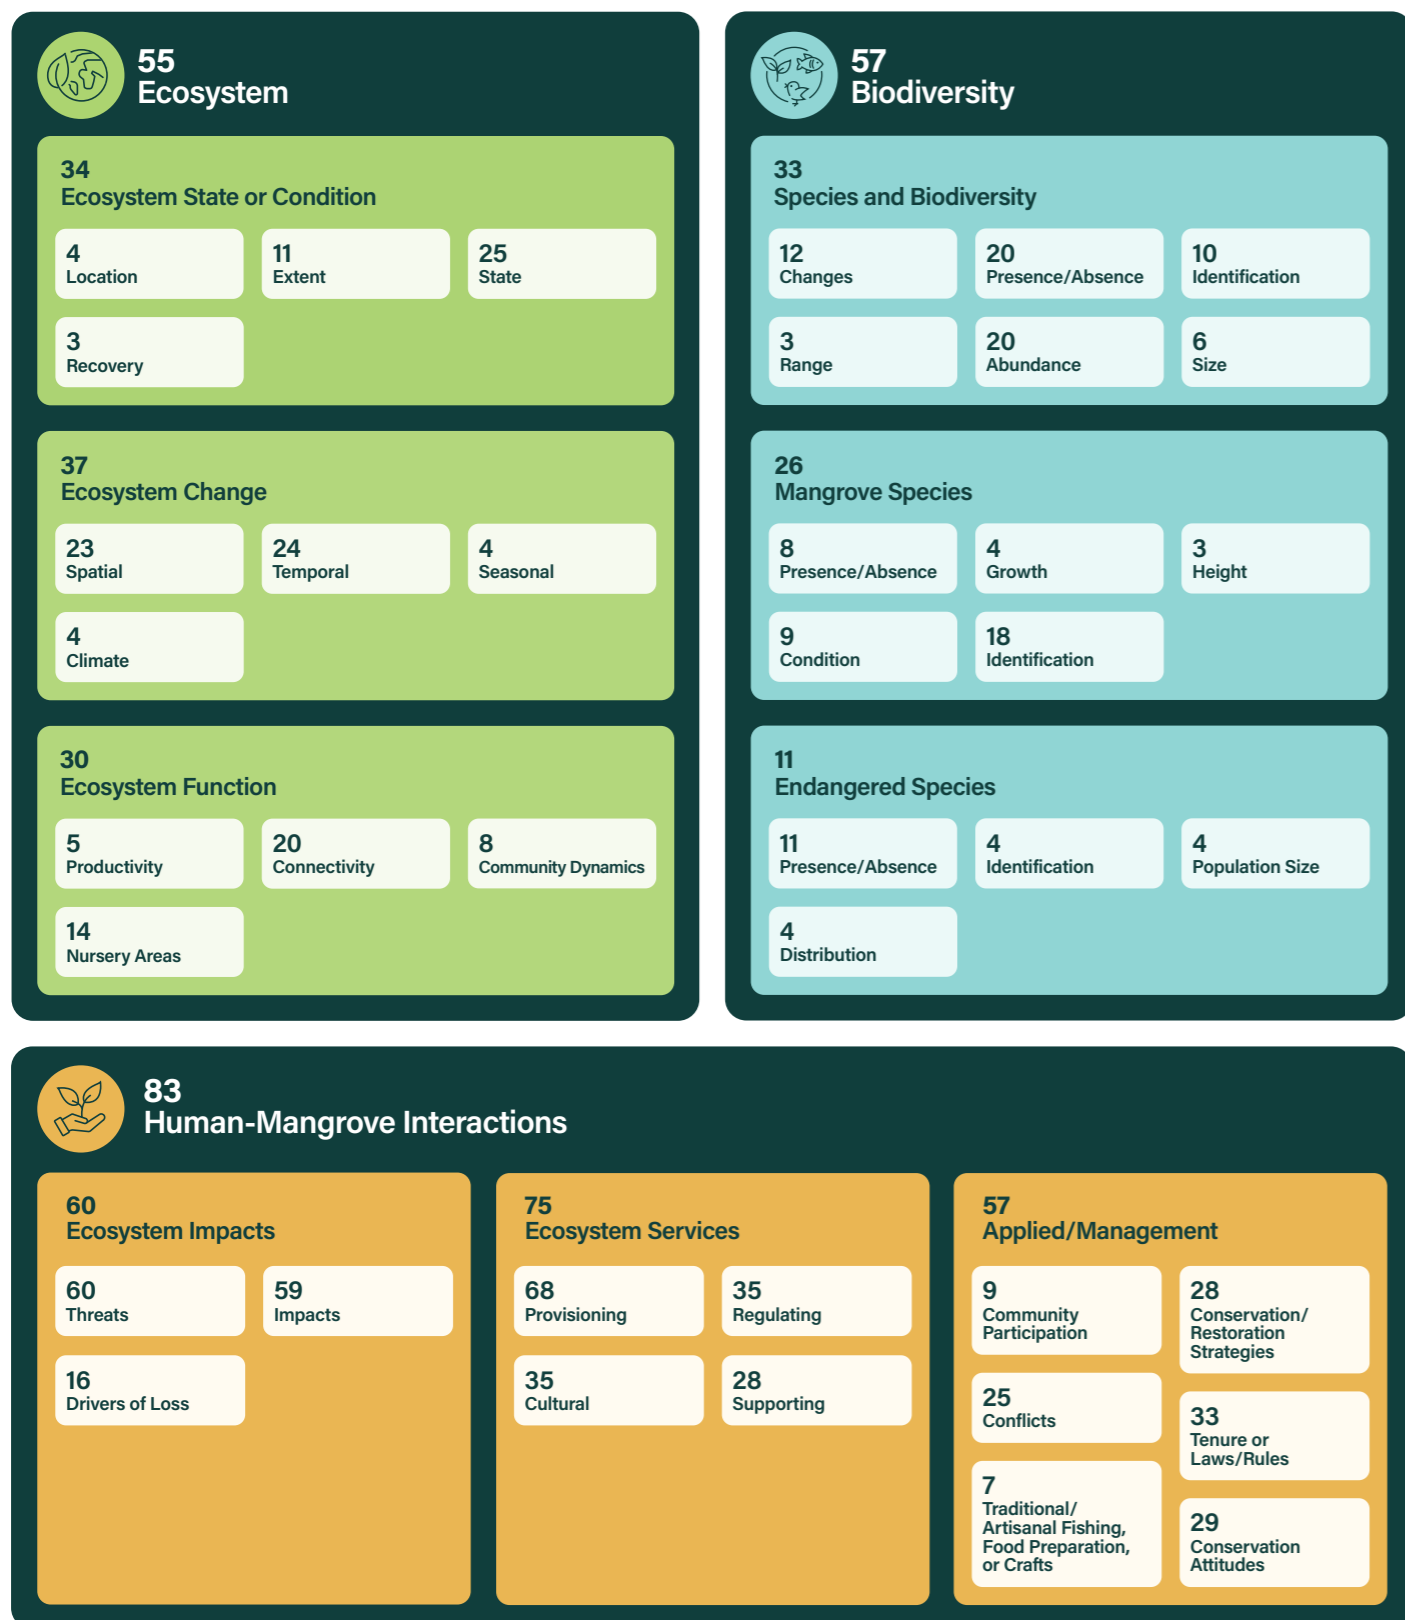 55
Ecosystem
34
Ecosystem State or Condition
4
Location
11
Extent
25
State
3
Recovery
37
Ecosystem Change
23
Spatial
24
Temporal
4
Seasonal
4
Climate
30
Ecosystem Function
5
Productivity
20
Connectivity
8
Community Dynamics
14
Nursery Areas
57
Biodiversity
33
Species and Biodiversity
12
Changes
20
Presence/Absence
10
Identification
3
Range
20
Abundance
6
Size
26
Mangrove Species
8
Presence/Absence
4
Growth
3
Height
9
Condition
18
Identification
11
Endangered Species
11
Presence/Absence
4
Identification
4
Population Size
4
Distribution
83
Human-Mangrove Interactions
60
Ecosystem Impacts
60
Threats
59
Impacts
16
Drivers of Loss
75
Ecosystem Services
68
Provisioning
35
Regulating
35
Cultural
28
Supporting
57
Applied/Management
9
Community
Participation
28
Conservation/
Restoration
Strategies
25
Conflicts
33
Tenure or
Laws/Rules
7
Traditional/
Artisanal Fishing,
Food Preparation,
or Crafts
29
Conservation
Attitudes